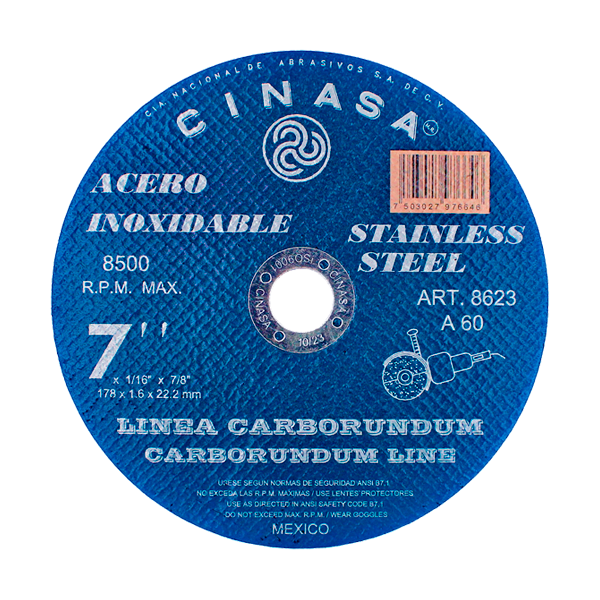 CIA. NACIONAL DE ABRASIVOS S.A. DE C.V.
CINASA
M.R.
7 503027 976646
ACERO
INOXIDABLE
8500
R.P.M. MAX.
STAINLESS
STEEL
ART. 8623
A 60
CINASA
CINASA
10/23
7"
x 1/16" x 7/8"
178 x 1.6 x 22.2 mm
LINEA CARBORUNDUM
CARBORUNDUM LINE
URESE SEGUN NORMAS DE SEGURIDAD ANSI B7.1
NO EXCEDA LAS R.P.M. MAXIMAS / USE LENTES PROTECTORES
USE AS DIRECTED IN ANSI SAFETY CODE B7.1
DO NOT EXCEED MAX. R.P.M. / WEAR GOGGLES
MEXICO